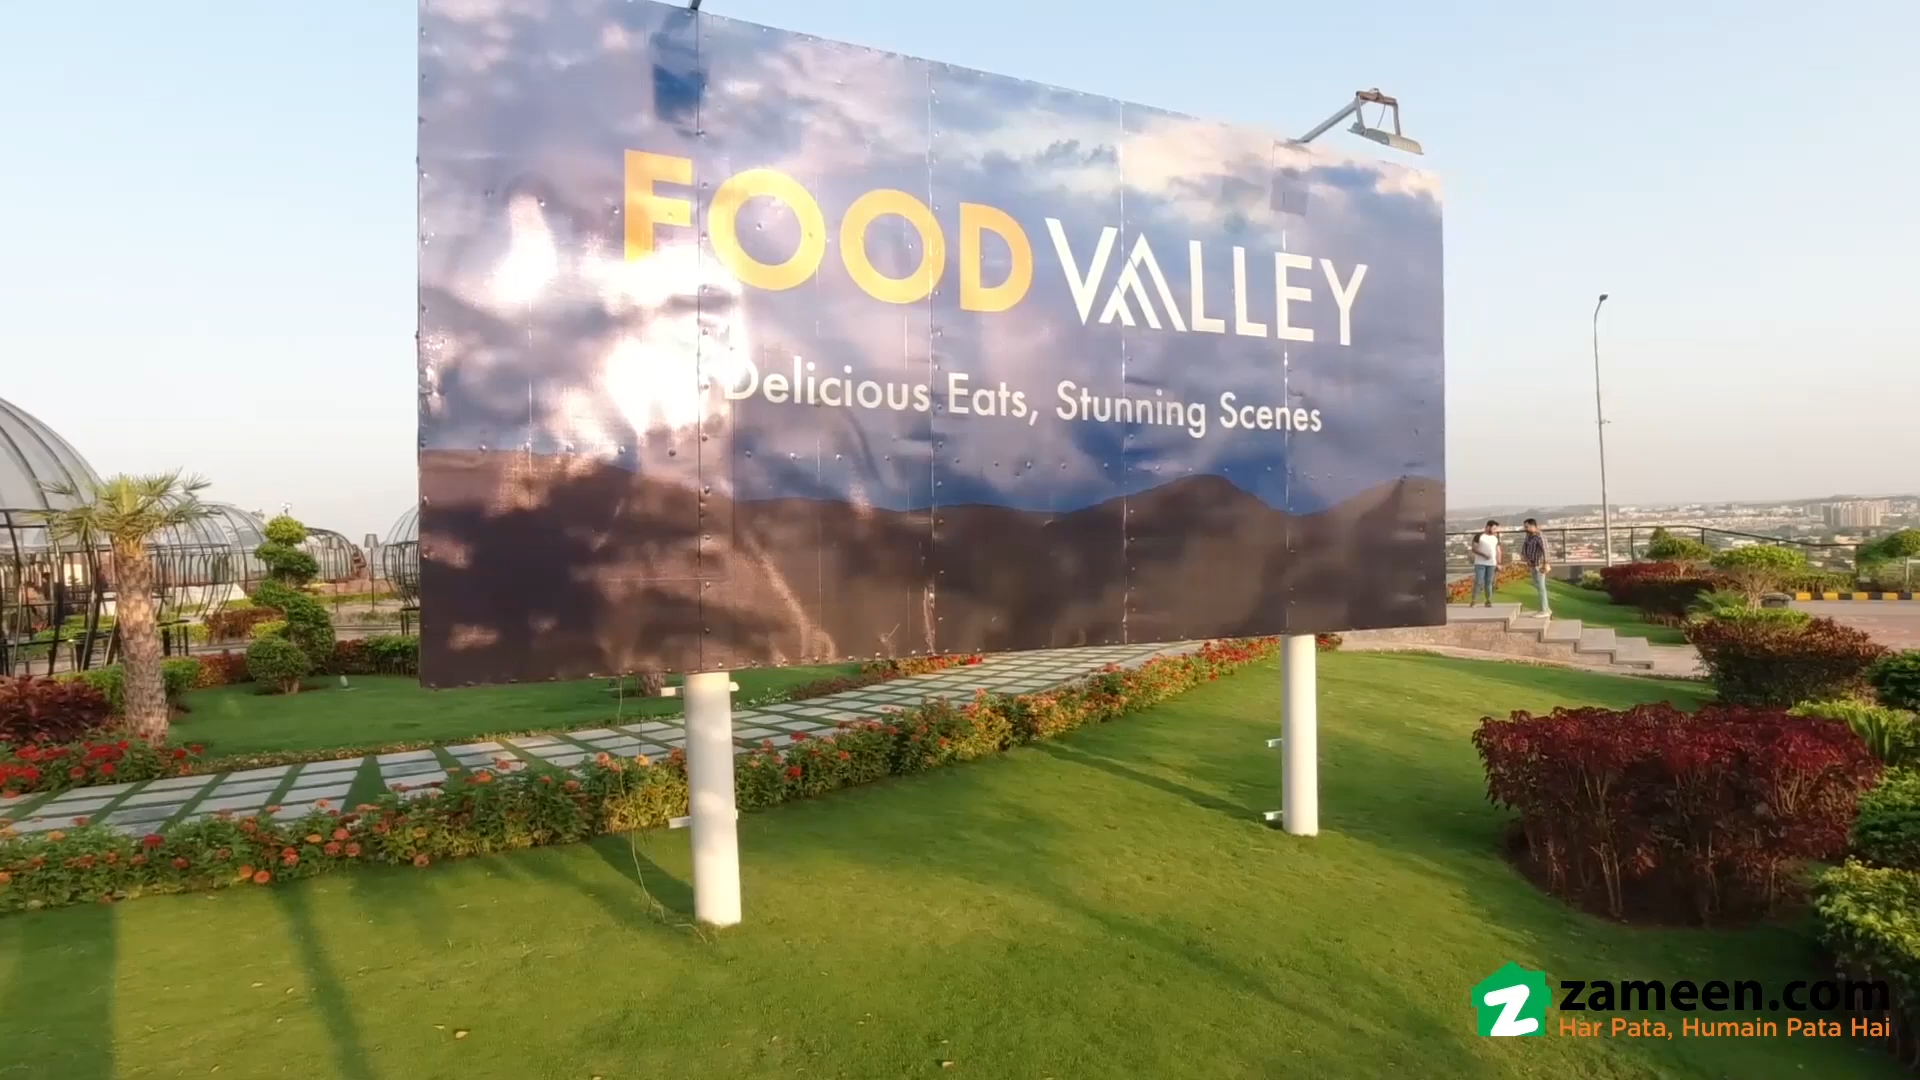 FOOD VALLEY
Delicious Eats, Stunning Scenes
zameen.com
Har Pata, Humain Pata Hai